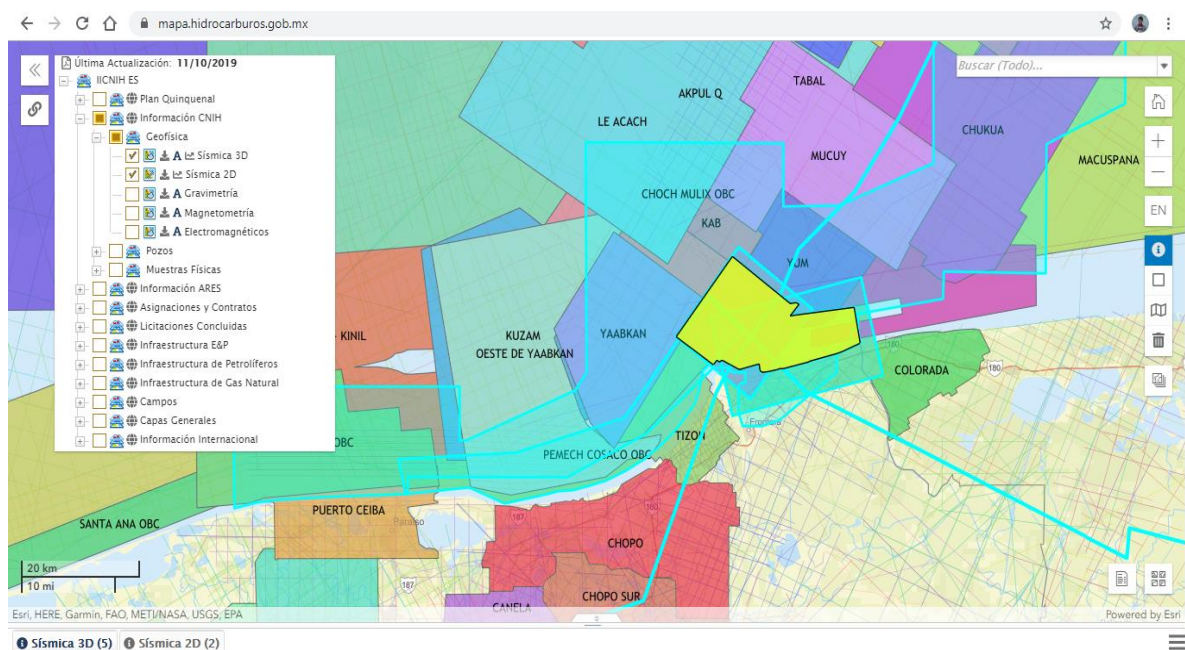 mapa.hidrocarburos.gob.mx
Última Actualización: 11/10/2019
IICNIH ES
Plan Quinquenal
Información CNIH
Geofísica
A Sísmica 3D
Sísmica 2D
A Gravimetría
A Magnetometría
A Electromagnéticos
Pozos
Muestras Físicas
Información ARES
Asignaciones y Contratos
Licitaciones Concluidas
Infraestructura E&P
Infraestructura de Petrolíferos
Infraestructura de Gas Natural
Campos
Capas Generales
Información Internacional
Buscar (Todo)...
EN
TABAL
AKPUL Q
LE ACACH
CHUKUA
MUCUY
MACUSPANA
CHOCH MULIX OBC
KAB
YUM
KINIL
KUZAM
OESTE DE YAABKAN
YAABKAN
180
COLORADA
180
Frontera
TIZON
OBC
PEMECH COSACO OBC
PUERTO CEIBA
Paraíso
SANTA ANA OBC
187
180
CHOPO
187
CHOPO SUR
CANELA
20 km
10 mi
Esri, HERE, Garmin, FAO, METI/NASA, USGS, EPA
Powered by Esri
Sísmica 3D (5) Sísmica 2D (2)